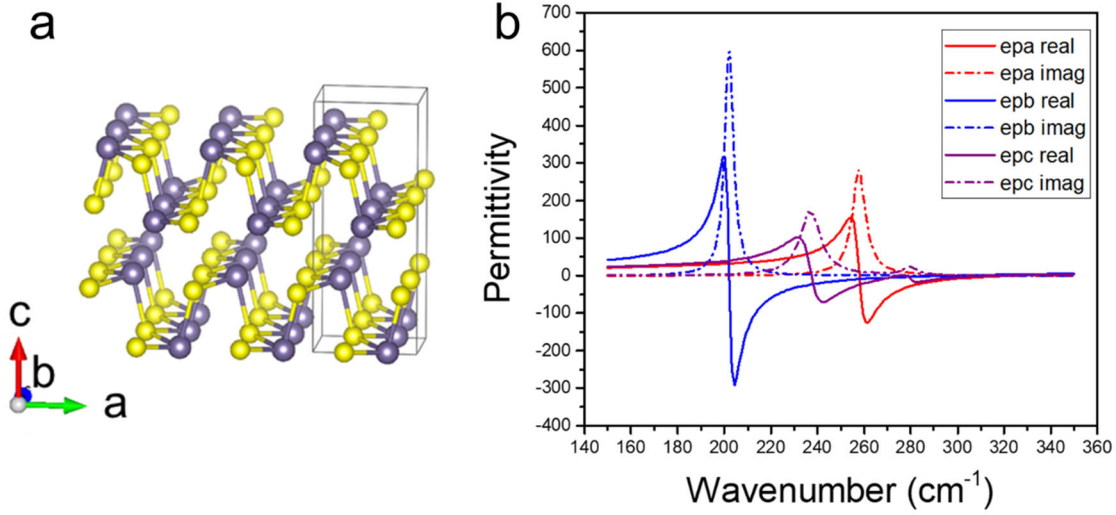 a
c
b
a
b
Permittivity
700
600
500
400
300
200
100
0
-100
-200
-300
-400
epa real
epa imag
epb real
epb imag
epc real
epc imag
140 160 180 200 220 240 260 280 300 320 340 360
Wavenumber (cm-1)